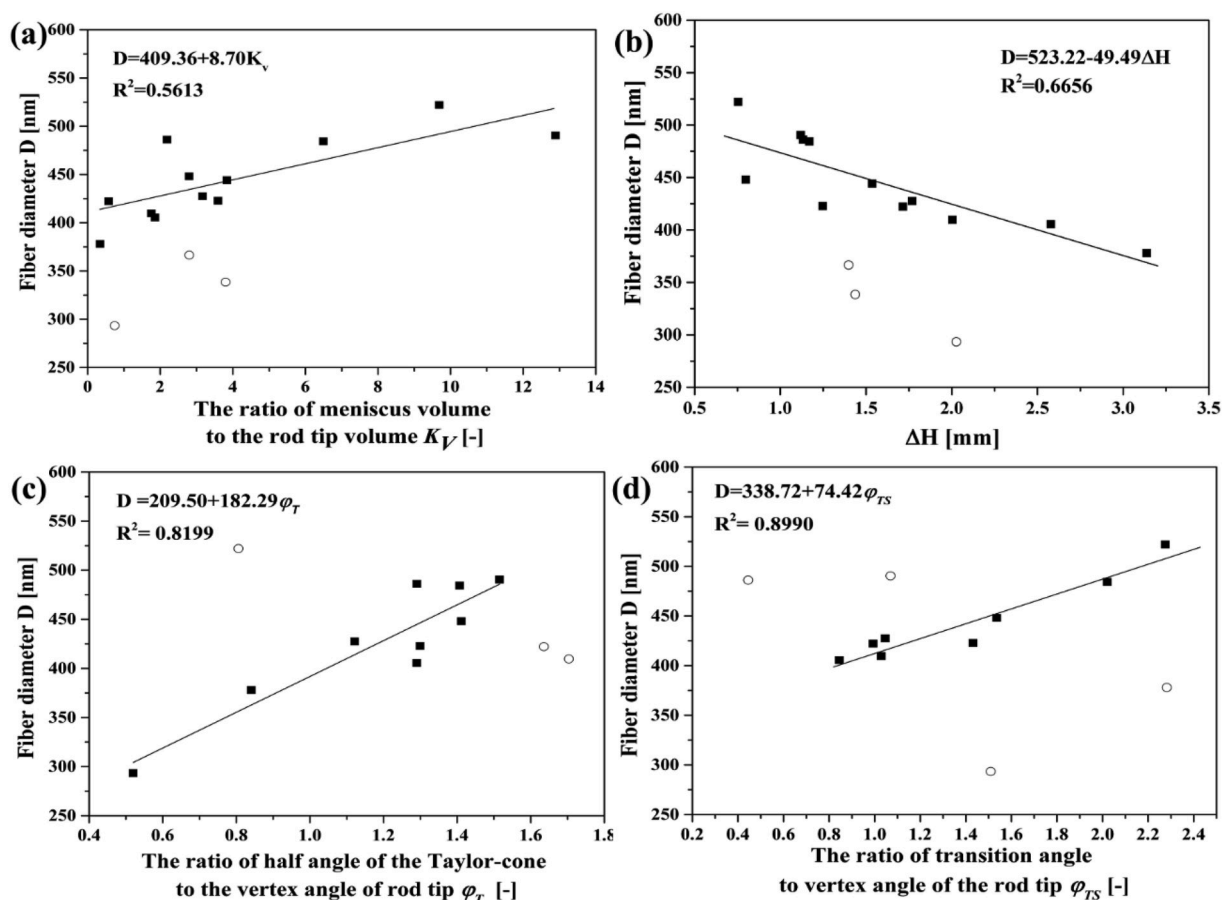 (a)
D=409.36+8.70Kv
R²=0.5613
Fiber diameter D [nm]
600
550
500
450
400
350
300
250
0 2 4 6 8 10 12 14
The ratio of meniscus volume
to the rod tip volume KV [-]
(b)
D=523.22-49.49ΔH
R²=0.6656
Fiber diameter D [nm]
600
550
500
450
400
350
300
250
0.5 1.0 1.5 2.0 2.5 3.0 3.5
ΔH [mm]
(c)
D =209.50+182.29φT
R²= 0.8199
Fiber diameter D [nm]
600
550
500
450
400
350
300
250
0.4 0.6 0.8 1.0 1.2 1.4 1.6 1.8
The ratio of half angle of the Taylor-cone
to the vertex angle of rod tip φT [-]
(d)
D=338.72+74.42φTS
R²= 0.8990
Fiber diameter D [nm]
600
550
500
450
400
350
300
250
0.2 0.4 0.6 0.8 1.0 1.2 1.4 1.6 1.8 2.0 2.2 2.4
The ratio of transition angle
to vertex angle of the rod tip φTS [-]